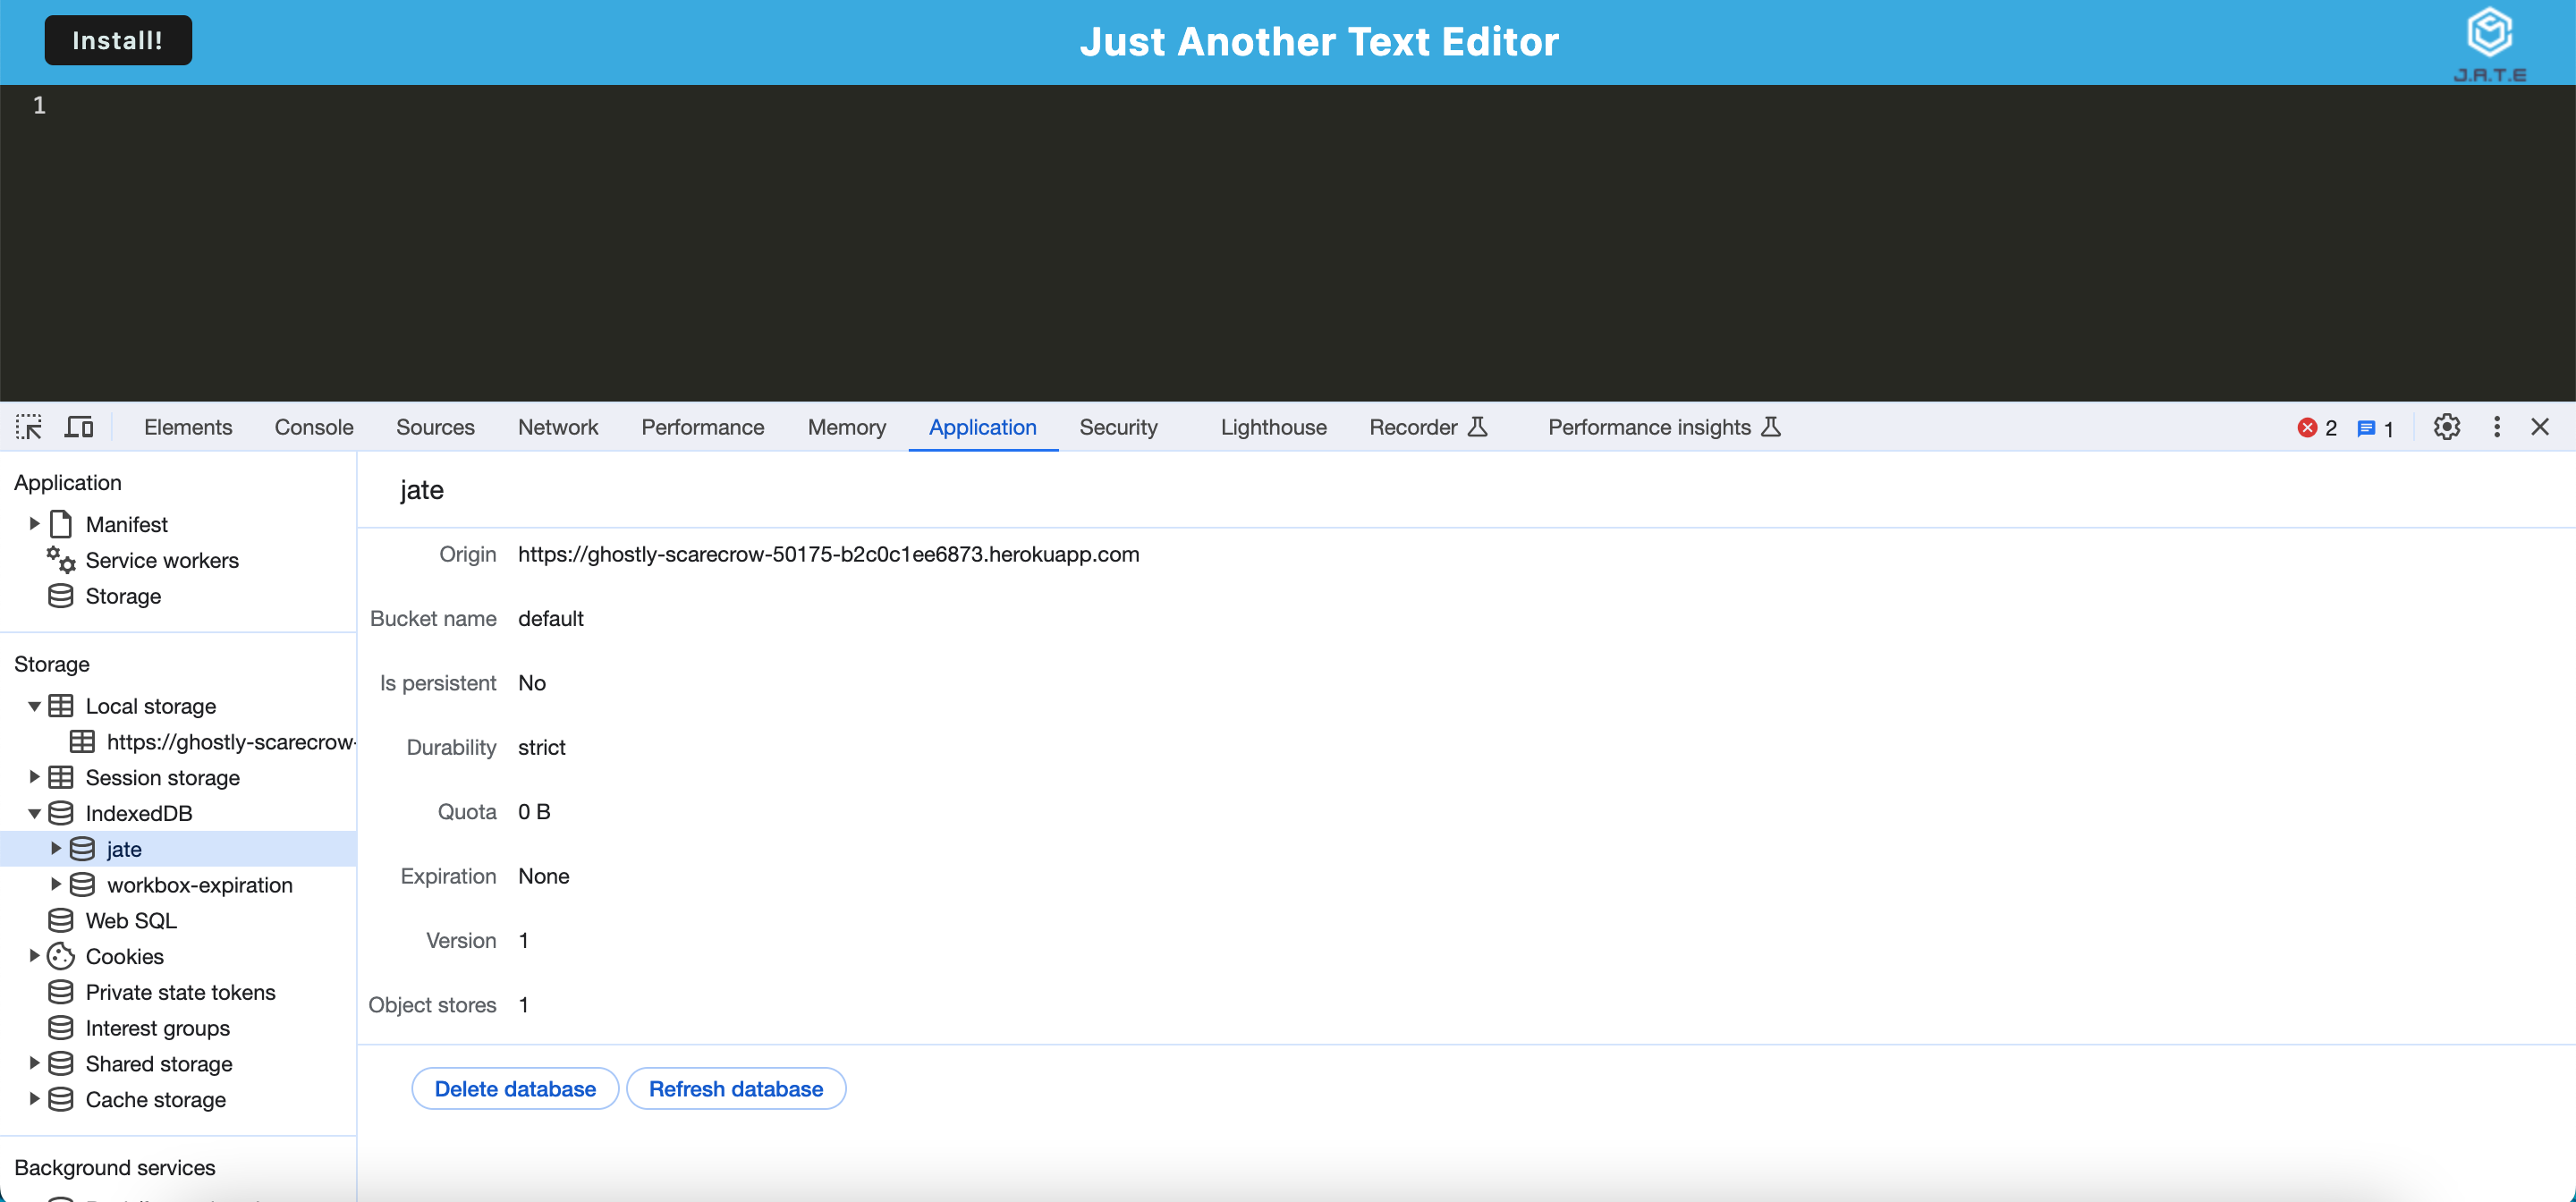 Install!
Just Another Text Editor
J.A.T.E
1
Elements Console Sources Network Performance Memory Application Security Lighthouse Recorder Performance insights 2 1
Application
Manifest
Service workers
Storage
Storage
Local storage
https://ghostly-scarecrow-
Session storage
IndexedDB
jate
workbox-expiration
Web SQL
Cookies
Private state tokens
Interest groups
Shared storage
Cache storage
Background services
jate
Origin https://ghostly-scarecrow-50175-b2c0c1ee6873.herokuapp.com
Bucket name default
Is persistent No
Durability strict
Quota 0 B
Expiration None
Version 1
Object stores 1
Delete database Refresh database